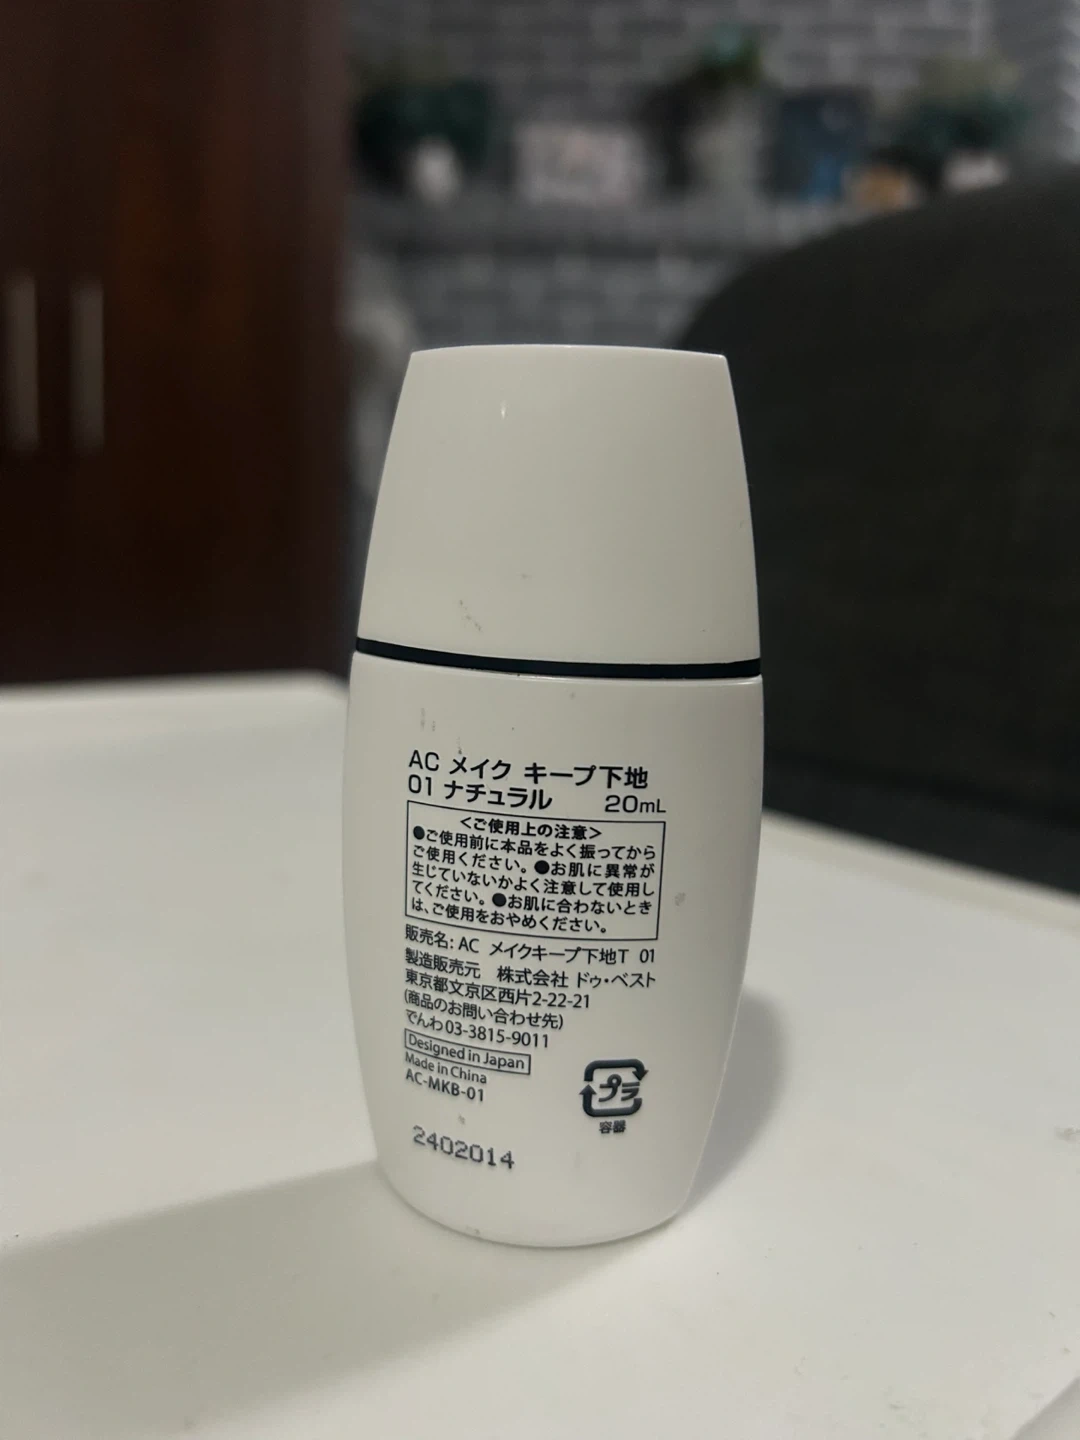 AC メイク キープ下地
01 ナチュラル 20mL
<ご使用上の注意>
●ご使用前に本品をよく振ってから
ご使用ください。●お肌に異常が
生じていないかよく注意して使用し
てください。●お肌に合わないとき
は、ご使用をおやめください。
販売名: AC メイクキープ下地T 01
製造販売元 株式会社 ドゥ・ベスト
東京都文京区西片2-22-21
(商品のお問い合わせ先)
でんわ 03-3815-9011
Designed in Japan
Made in China
AC-MKB-01
プラ
容器
2402014